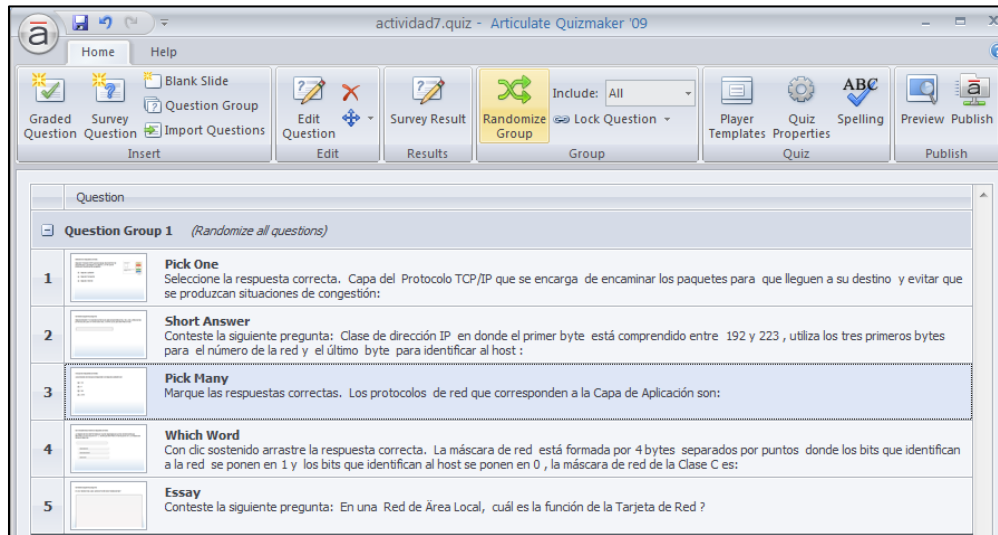 actividad7.quiz - Articulate Quizmaker '09
Home Help
Graded Question
Survey Question
Blank Slide
Question Group
Import Questions
Insert
Edit Question
Edit
Survey Result
Results
Randomize Group
Include: All
Lock Question
Group
Player Templates
Quiz Properties
ABC
Spelling
Quiz
Preview
Publish
Publish
Question
Question Group 1 (Randomize all questions)
1
Pick One
Seleccione la respuesta correcta. Capa del Protocolo TCP/IP que se encarga de encaminar los paquetes para que lleguen a su destino y evitar que
se produzcan situaciones de congestión:
2
Short Answer
Conteste la siguiente pregunta: Clase de dirección IP en donde el primer byte está comprendido entre 192 y 223 , utiliza los tres primeros bytes
para el número de la red y el último byte para identificar al host :
3
Pick Many
Marque las respuestas correctas. Los protocolos de red que corresponden a la Capa de Aplicación son:
4
Which Word
Con clic sostenido arrastre la respuesta correcta. La máscara de red está formada por 4 bytes separados por puntos donde los bits que identifican
a la red se ponen en 1 y los bits que identifican al host se ponen en 0 , la máscara de red de la Clase C es:
5
Essay
Conteste la siguiente pregunta: En una Red de Ärea Local, cuál es la función de la Tarjeta de Red ?